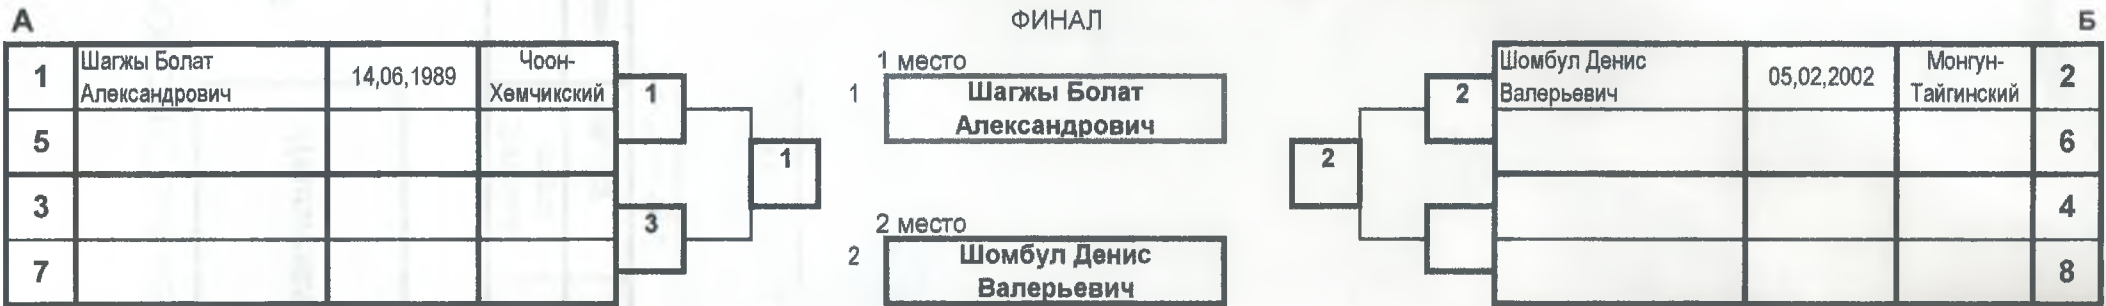 А
ФИНАЛ
Б
1
Шагжы Болат
Александрович
14,06,1989
Чоон-
Хемчикский
5
3
7
1
3
1
1 место
1
Шагжы Болат
Александрович
2 место
2
Шомбул Денис
Валерьевич
2
2
Шомбул Денис
Валерьевич
05,02,2002
Монгун-
Тайгинский
2
6
4
8